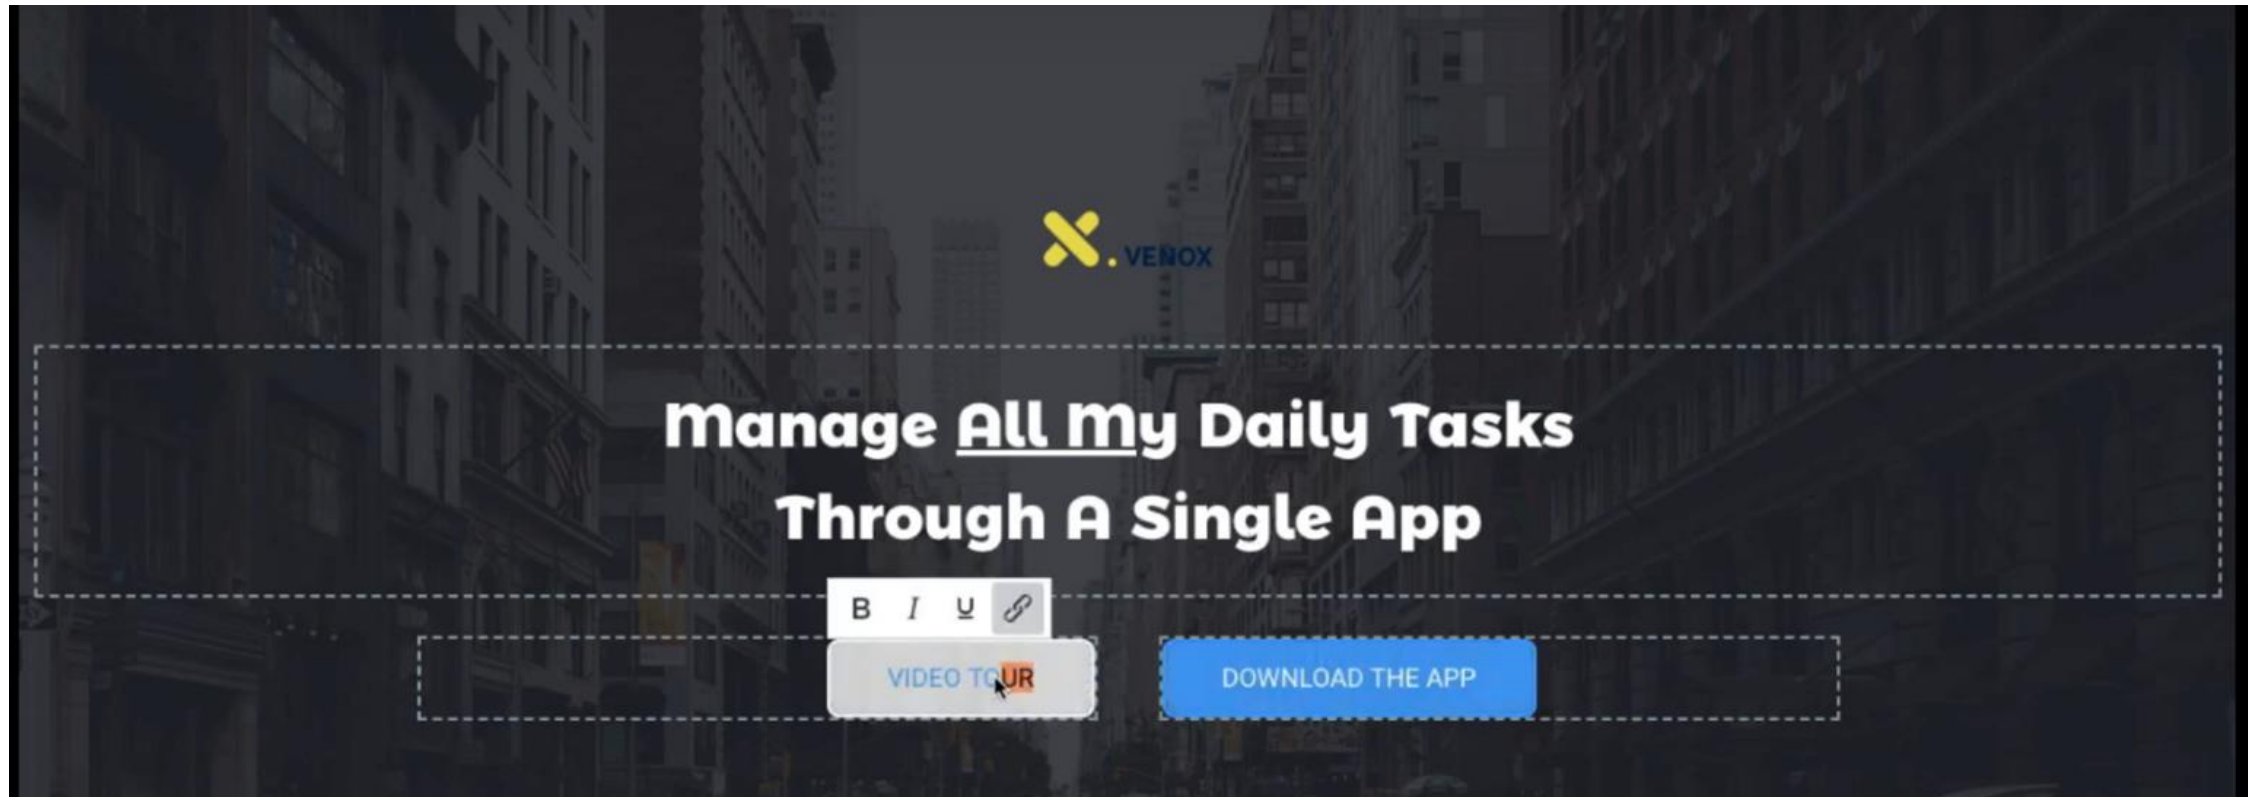 VENOX
Manage All My Daily Tasks
Through A Single App
B I U
VIDEO TOUR
DOWNLOAD THE APP